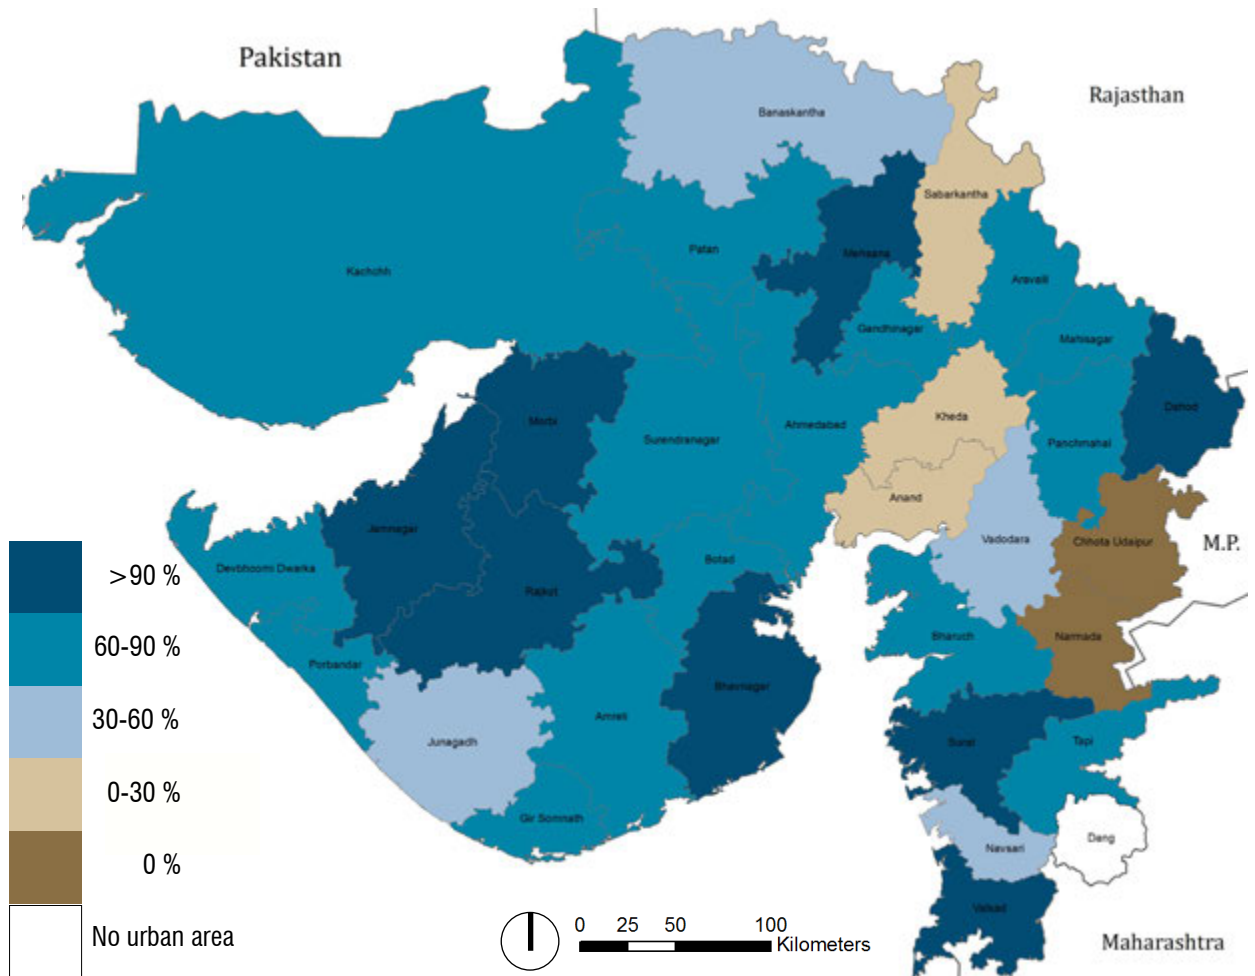 Pakistan
Rajasthan
Banaskantha
Sabarkantha
Patan
Mehsana
Kachchh
Aravalli
Gandhinagar
Mahisagar
Dahod
Morbi
Kheda
Ahmedabad
Surendranagar
Panchmahal
Anand
Jamnagar
Vadodara
Chhota Udaipur
M.P.
Botad
Devbhoomi Dwarka
Rajkot
Bharuch
Narmada
Porbandar
Bhavnagar
Amreli
Junagadh
Surat
Tapi
Gir Somnath
Dang
Navsari
Valsad
Maharashtra
>90 %
60-90 %
30-60 %
0-30 %
0 %
No urban area
0 25 50 100
Kilometers